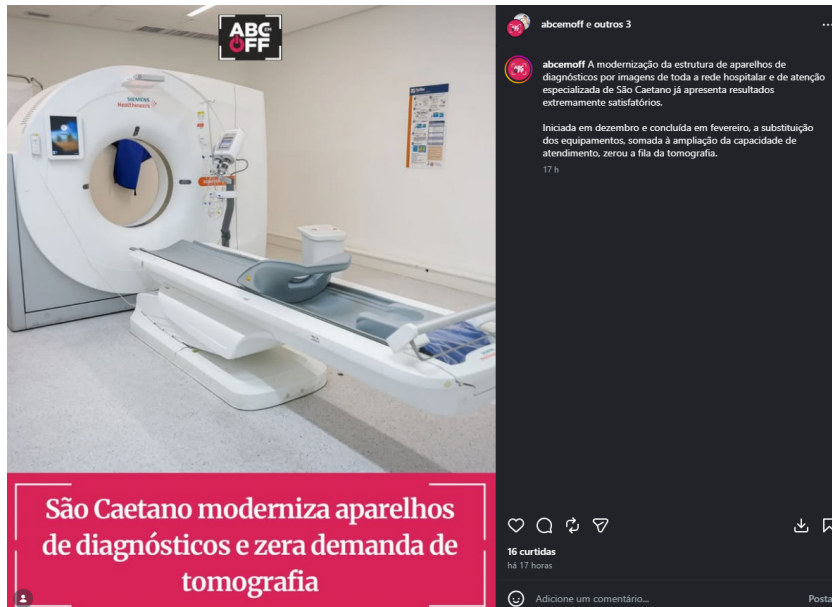 ABC EM
OFF
SIEMENS
Healthineers
São Caetano moderniza aparelhos
de diagnósticos e zera demanda de
tomografia
abcemoff e outros 3
abcemoff A modernização da estrutura de aparelhos de
diagnósticos por imagens de toda a rede hospitalar e de atenção
especializada de São Caetano já apresenta resultados
extremamente satisfatórios.
Iniciada em dezembro e concluída em fevereiro, a substituição
dos equipamentos, somada à ampliação da capacidade de
atendimento, zerou a fila da tomografia.
17 h
16 curtidas
há 17 horas
Adicione um comentário...
Posta